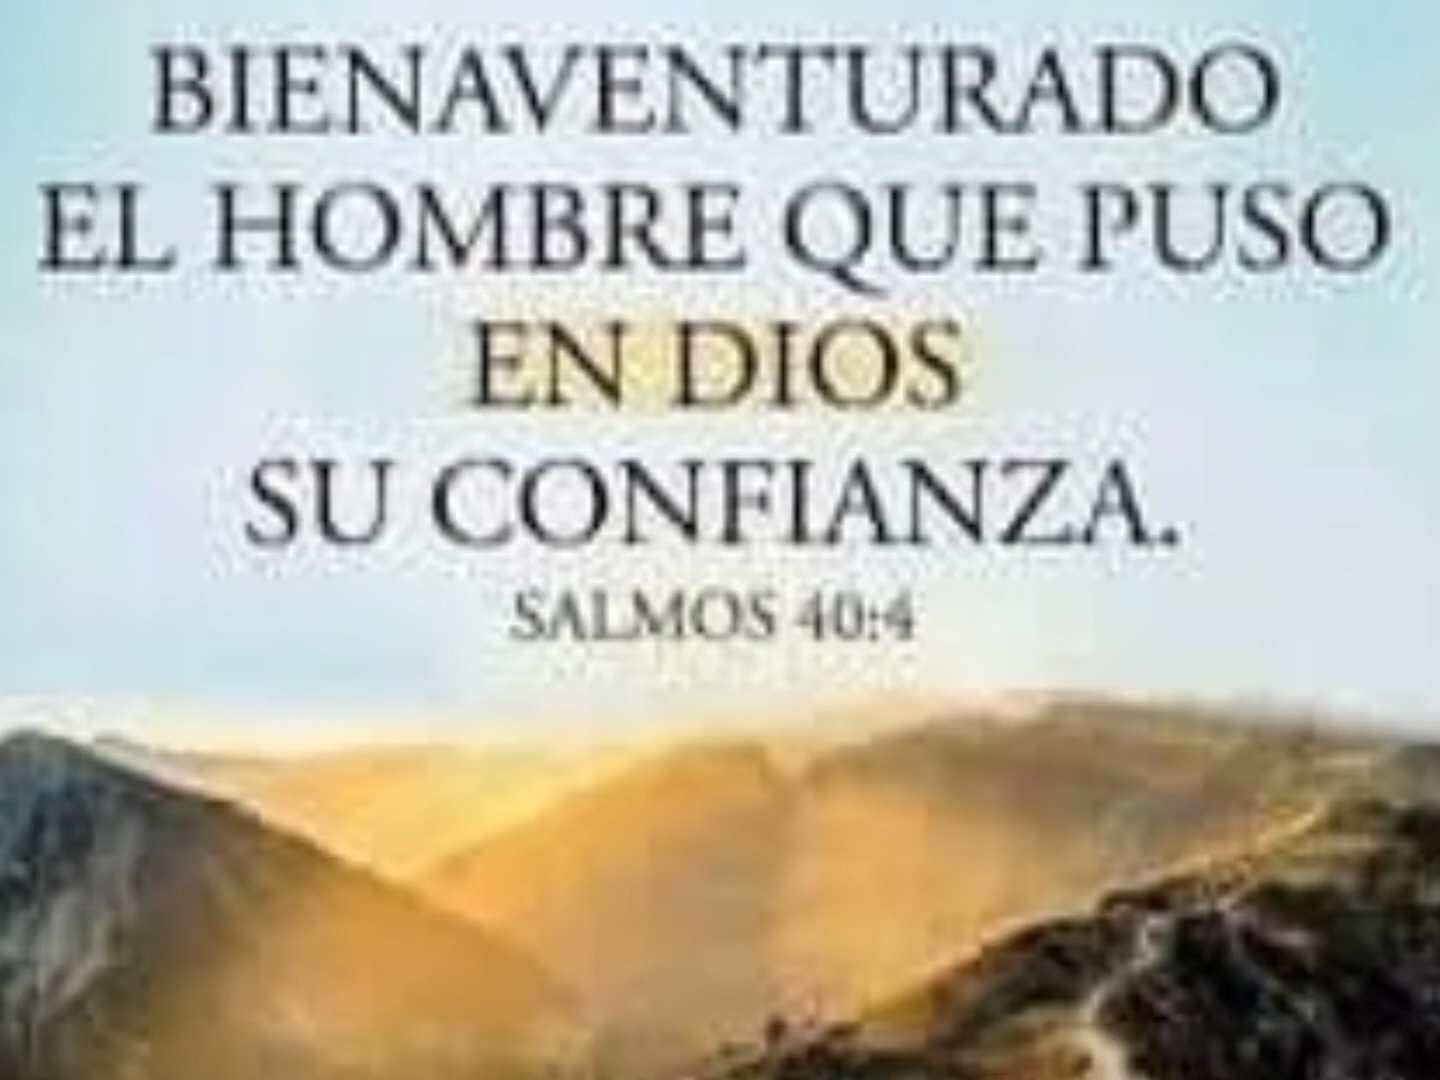 BIENAVENTURADO
EL HOMBRE QUE PUSO
EN DIOS
SU CONFIANZA.
SALMOS 40:4